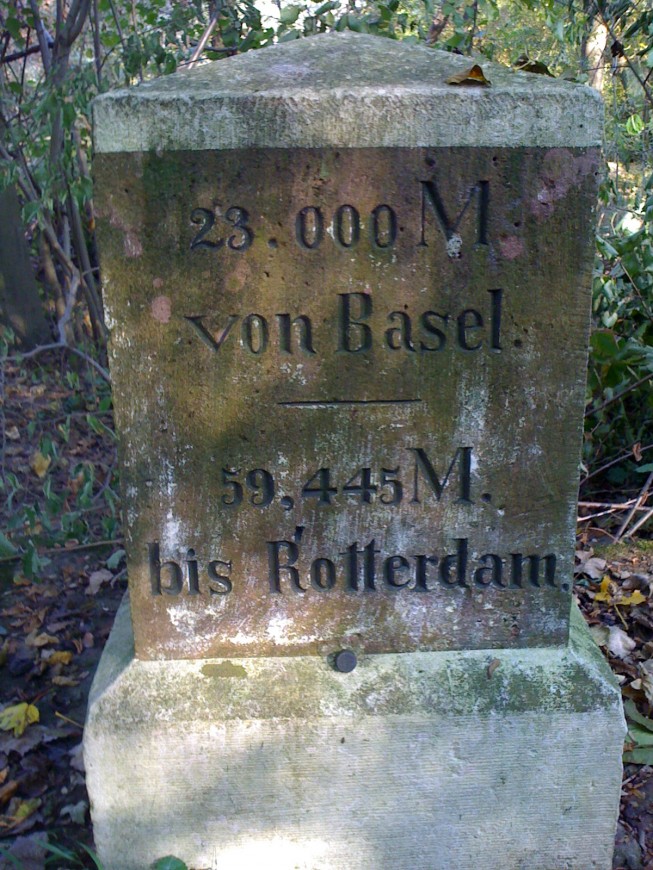 23.000 M.
von Basel.
59,445 M.
bis Rotterdam.